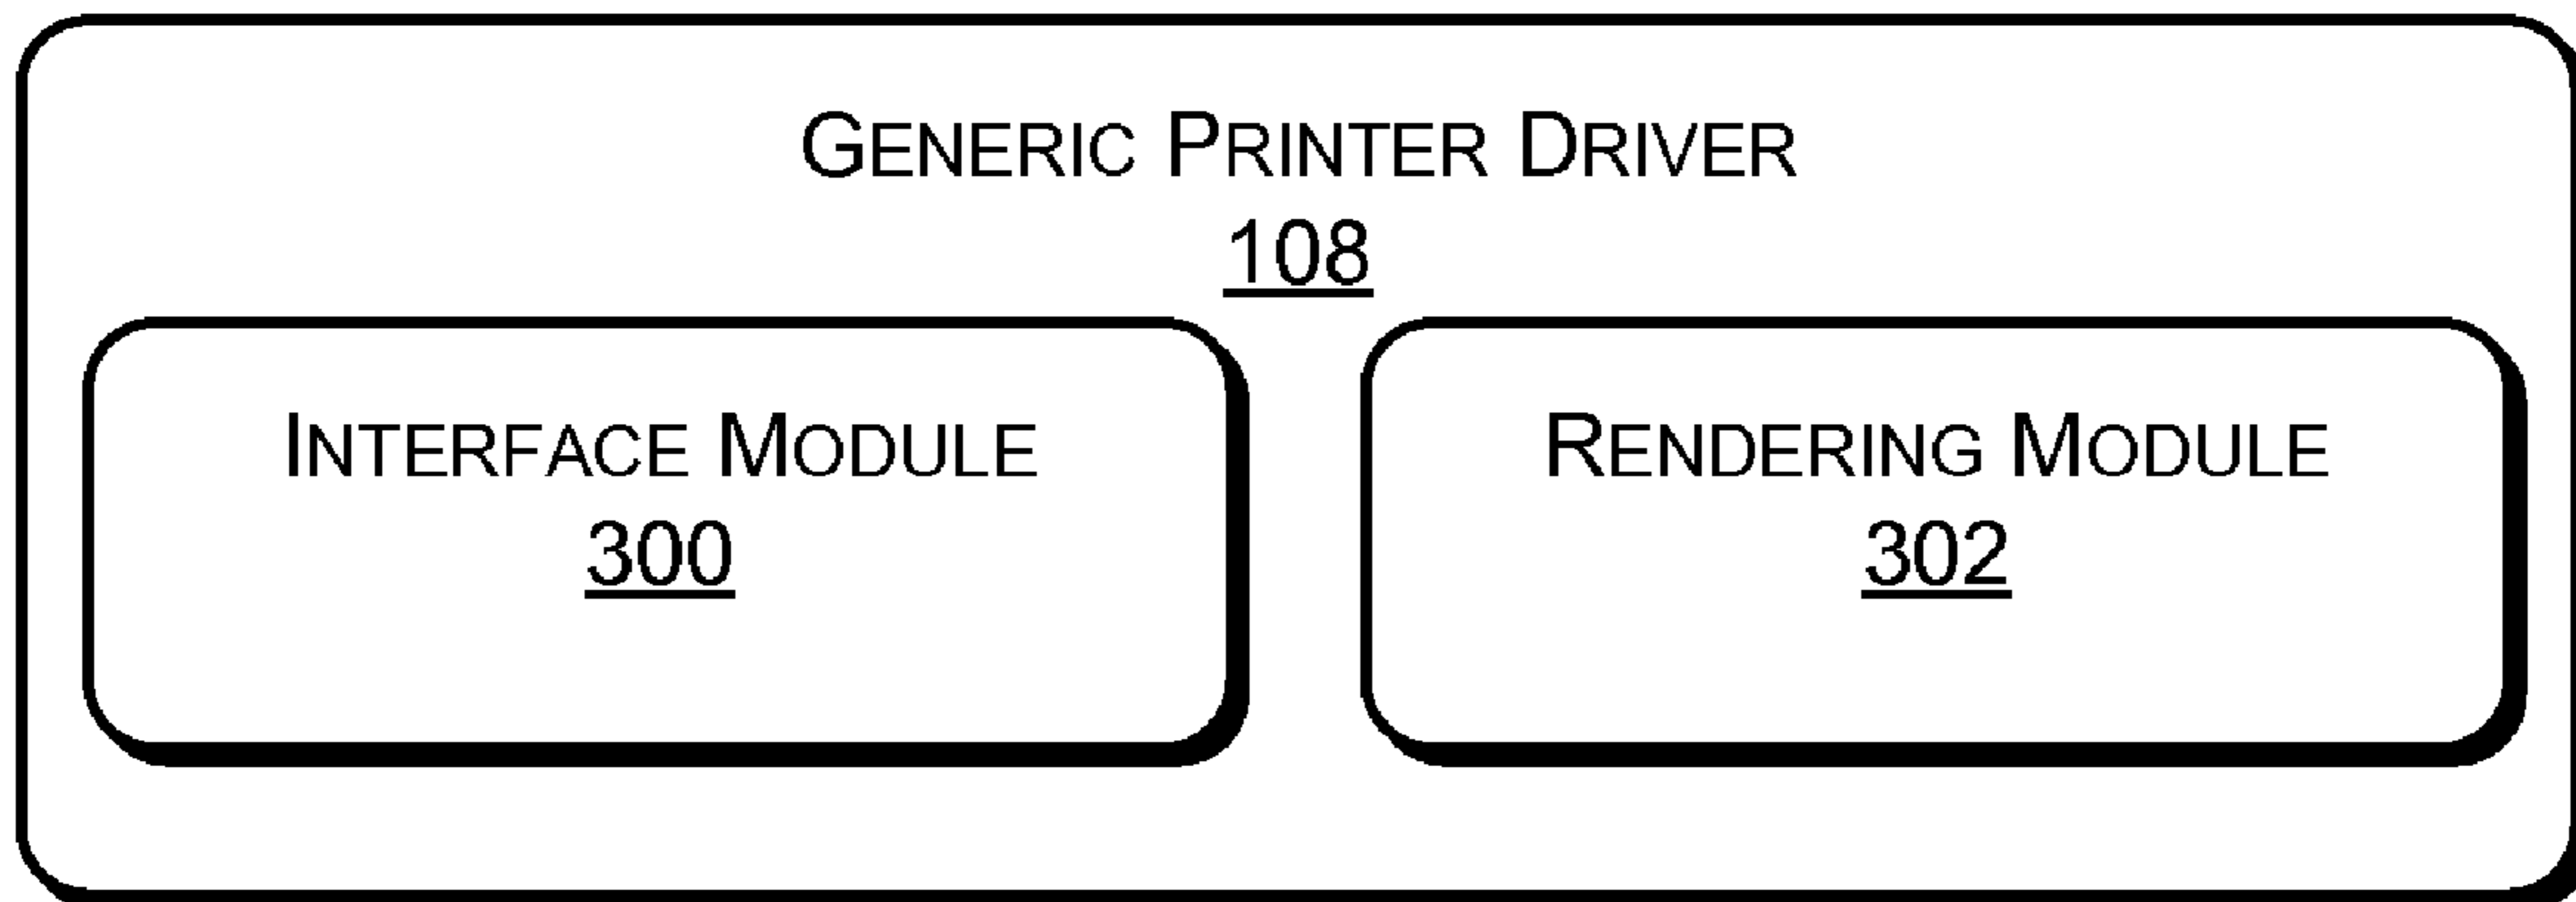 GENERIC PRINTER DRIVER
108
INTERFACE MODULE
300
RENDERING MODULE
302